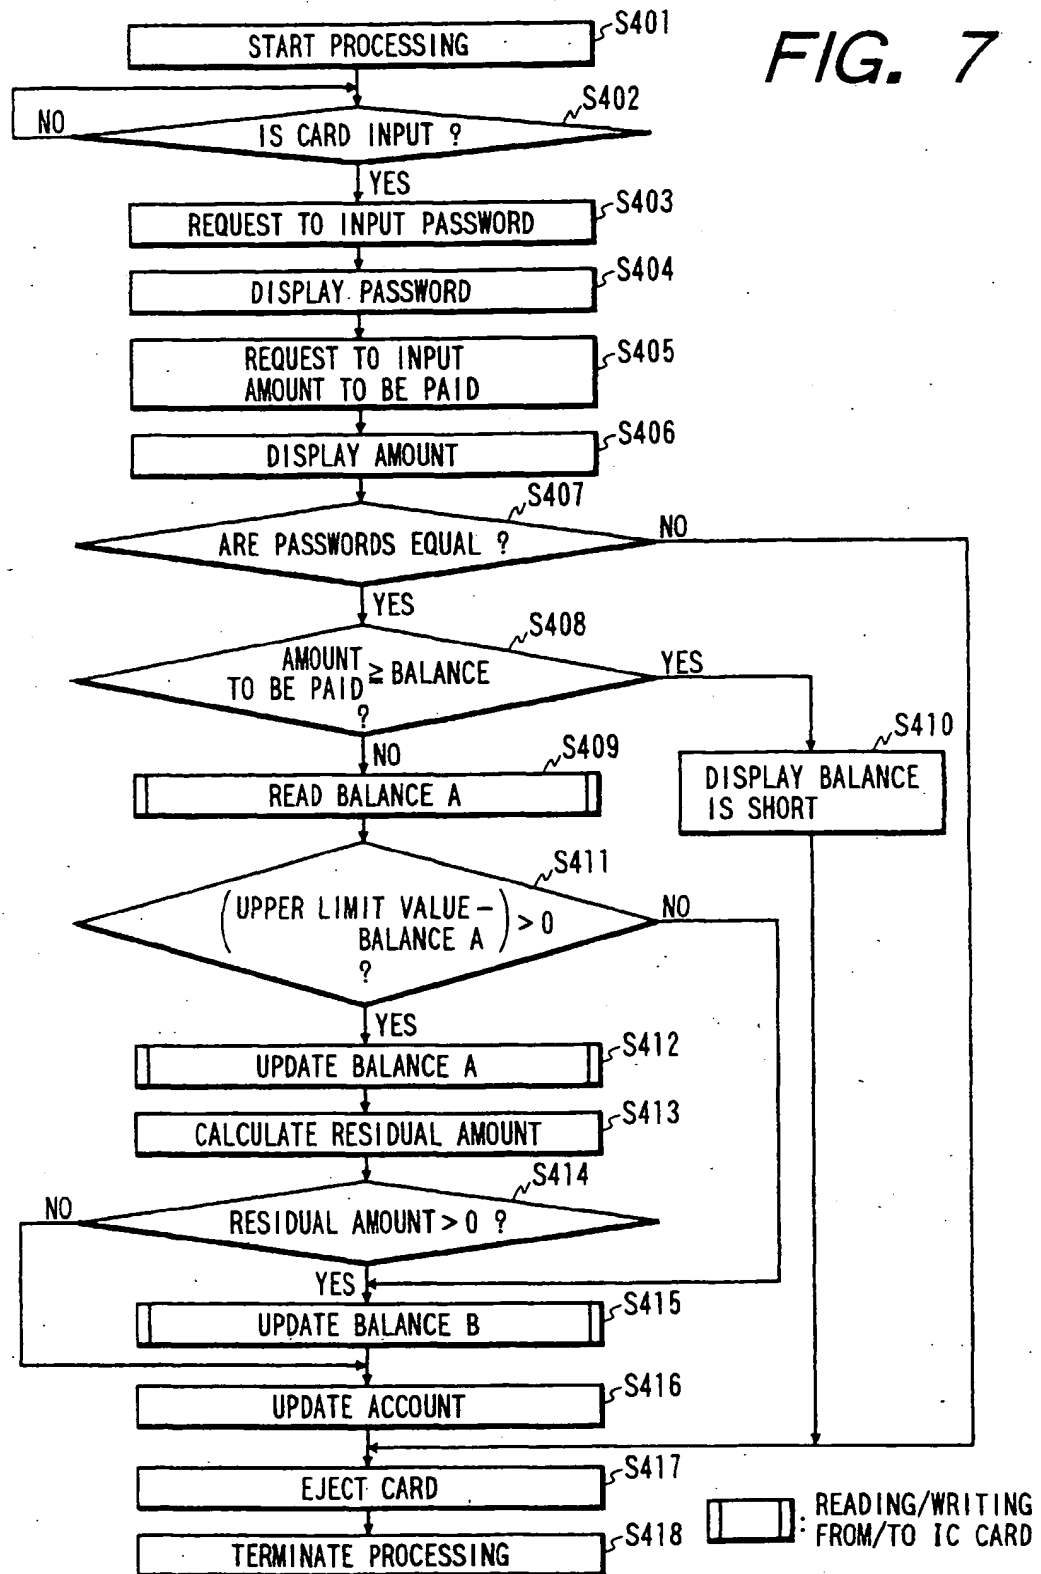 FIG. 7
START PROCESSING
S401
S402
NO
IS CARD INPUT ?
YES
S403
REQUEST TO INPUT PASSWORD
S404
DISPLAY PASSWORD
S405
REQUEST TO INPUT
AMOUNT TO BE PAID
S406
DISPLAY AMOUNT
S407
ARE PASSWORDS EQUAL ?
NO
YES
S408
AMOUNT
TO BE PAID ≧ BALANCE
?
YES
NO
S409
READ BALANCE A
S410
DISPLAY BALANCE
IS SHORT
S411
(UPPER LIMIT VALUE –
BALANCE A) > 0
?
NO
YES
S412
UPDATE BALANCE A
S413
CALCULATE RESIDUAL AMOUNT
S414
NO
RESIDUAL AMOUNT > 0 ?
YES
S415
UPDATE BALANCE B
S416
UPDATE ACCOUNT
S417
EJECT CARD
S418
TERMINATE PROCESSING
: READING/WRITING
FROM/TO IC CARD